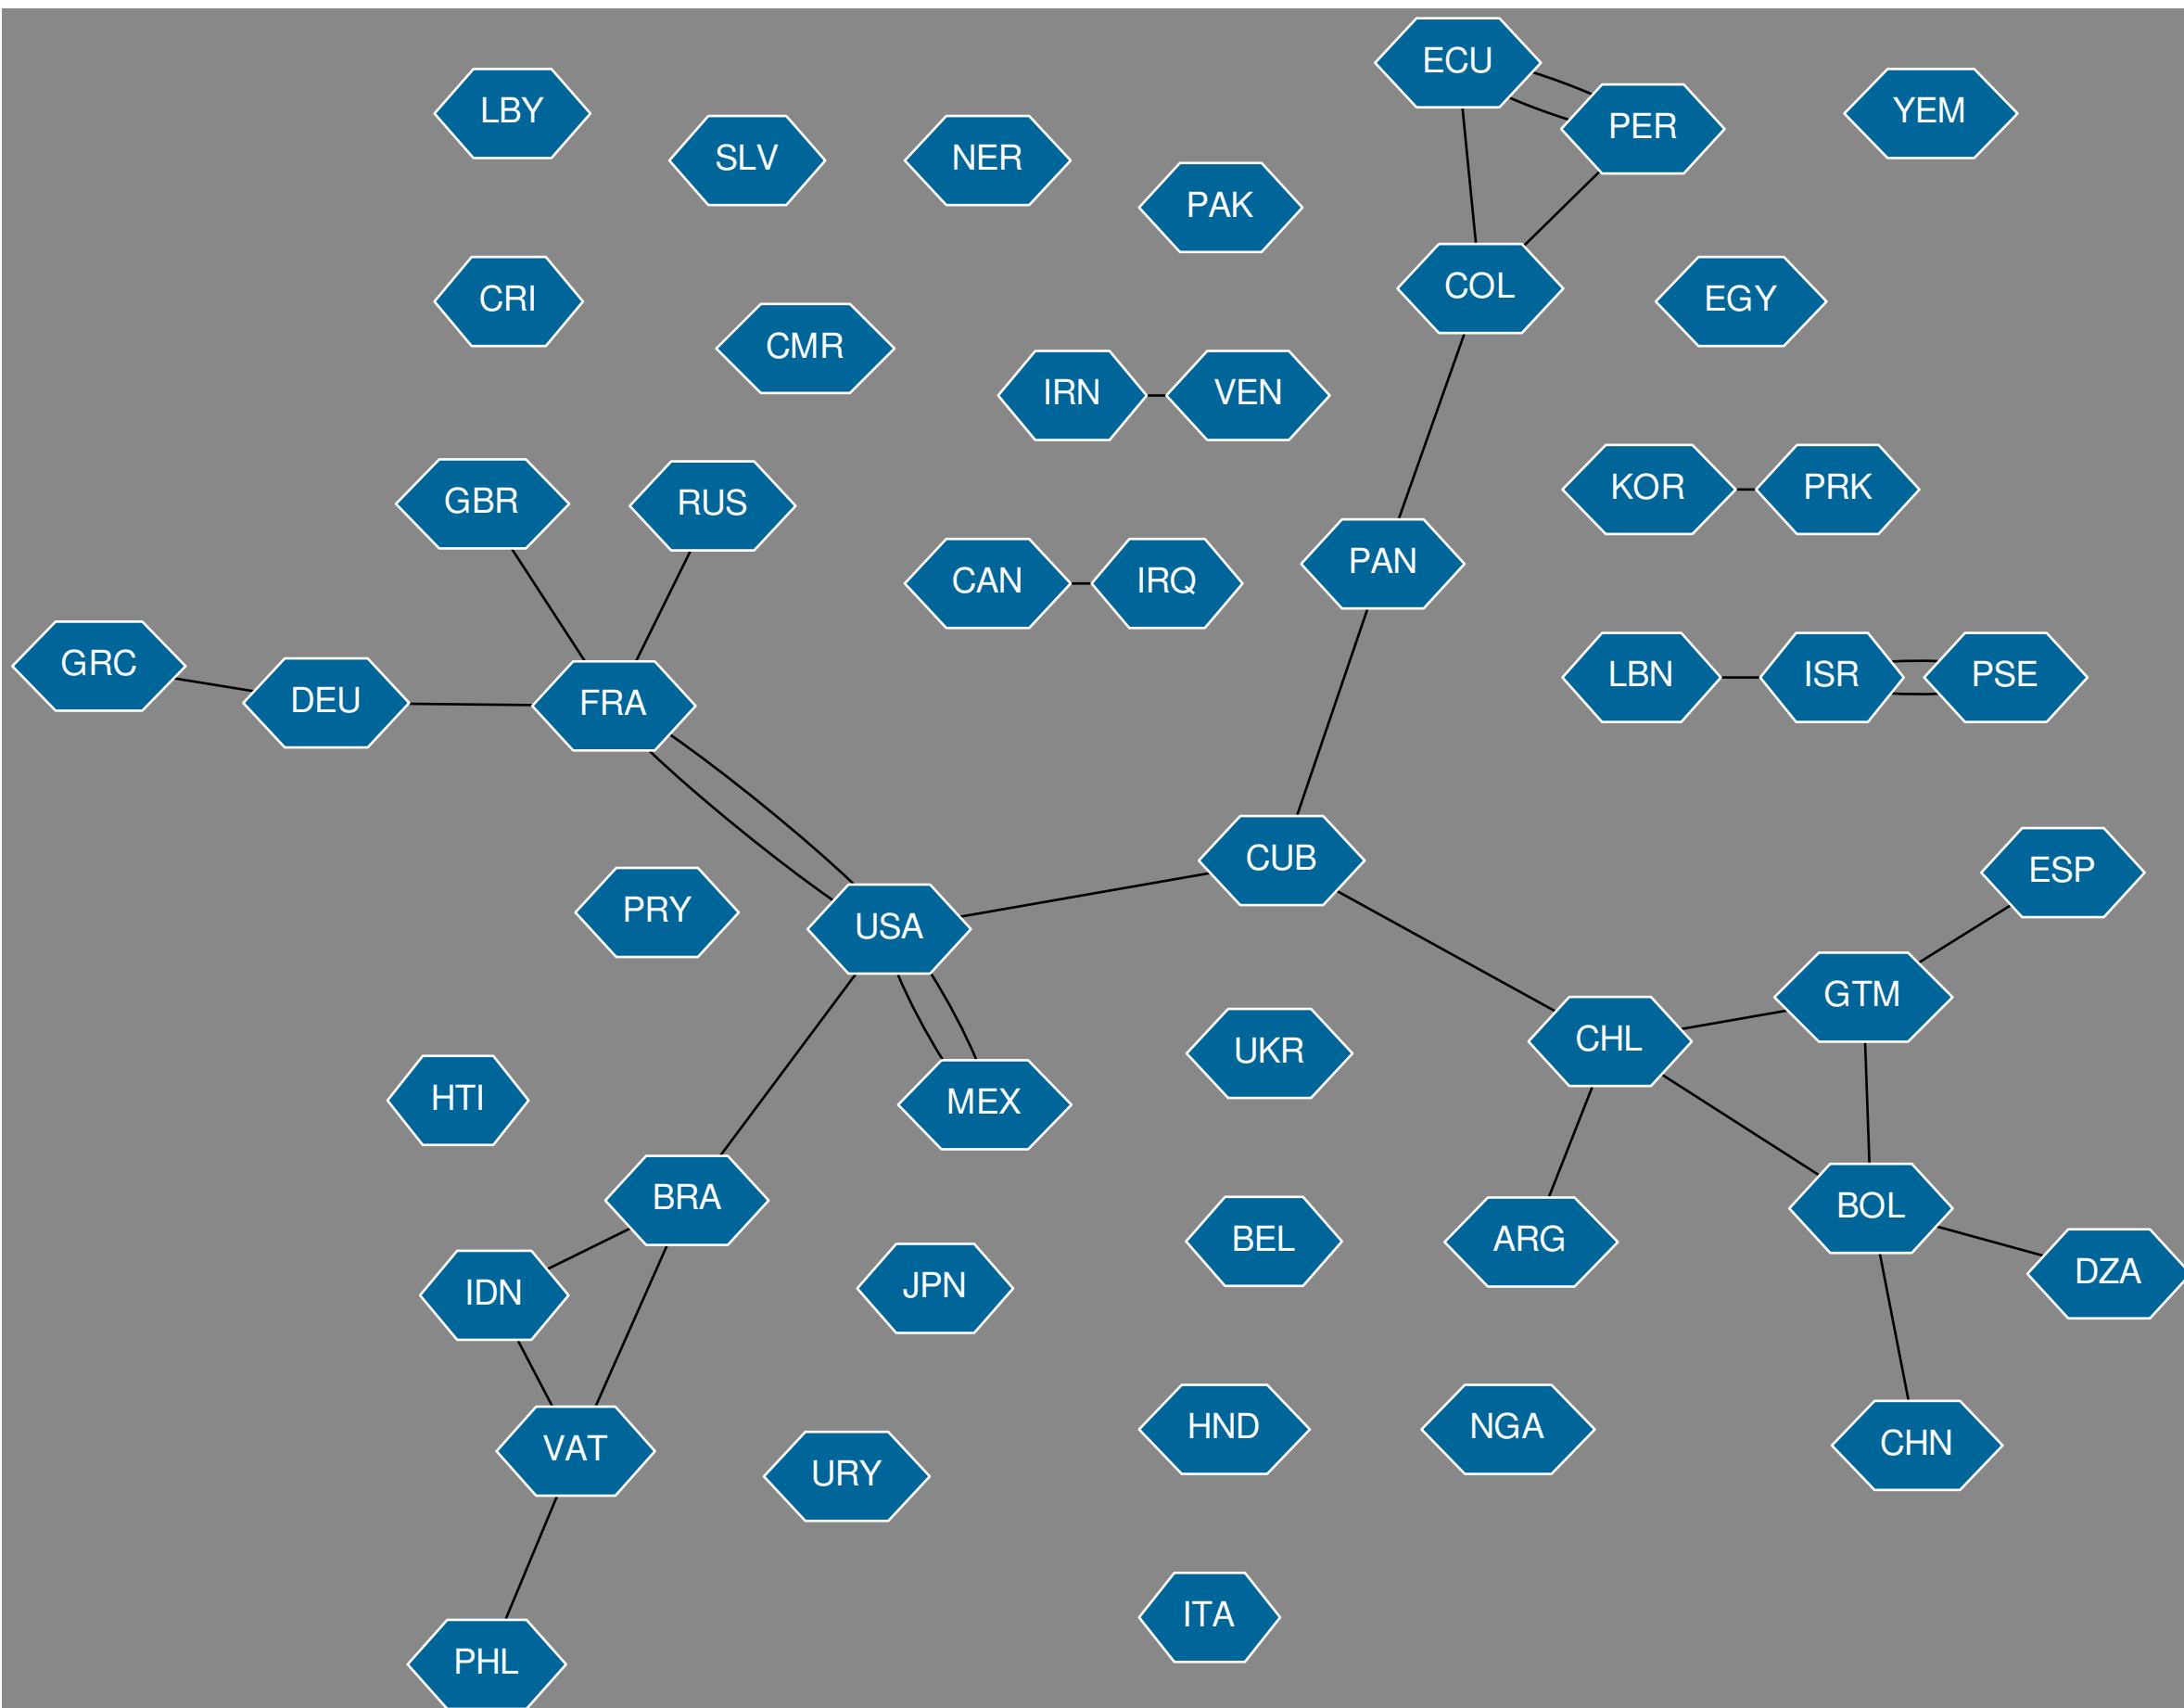 ECU
LBY
YEM
PER
SLV
NER
PAK
COL
CRI
EGY
CMR
IRN
VEN
KOR
PRK
GBR
RUS
PAN
CAN
IRQ
GRC
LBN
ISR
PSE
DEU
FRA
CUB
ESP
PRY
USA
GTM
CHL
UKR
HTI
MEX
BRA
BOL
BEL
ARG
DZA
JPN
IDN
HND
NGA
CHN
VAT
URY
ITA
PHL